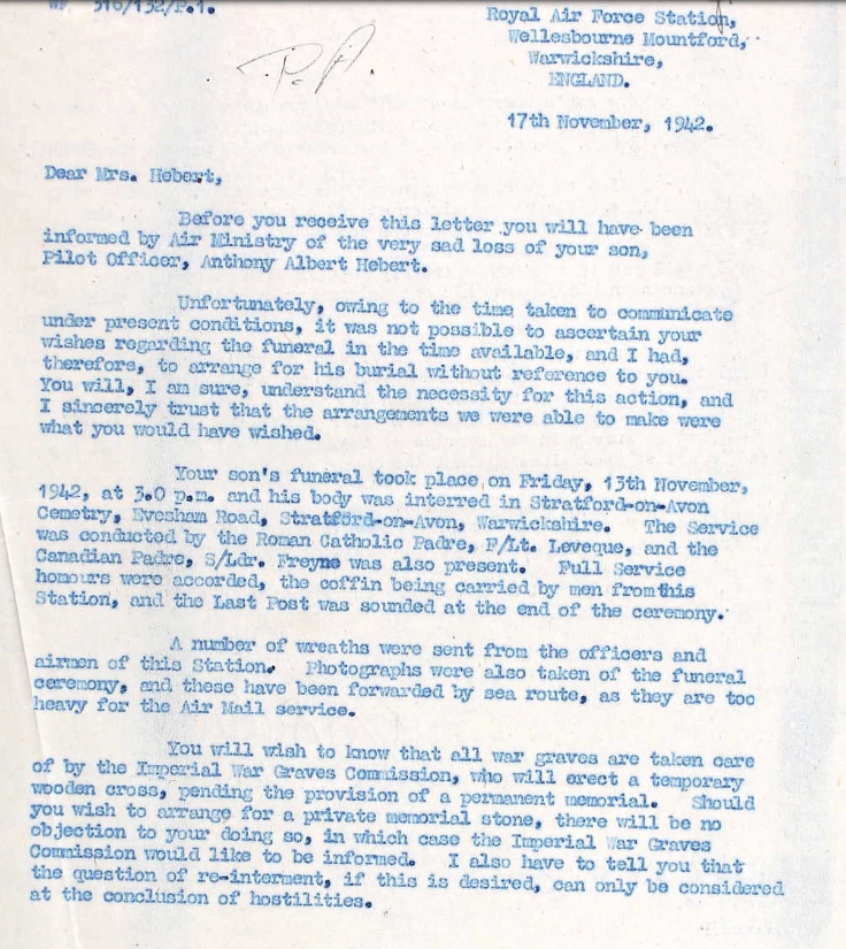 516/132/P.1.
Royal Air Force Station,
Wellesbourne Mountford,
Warwickshire,
ENGLAND.
P.A.
17th November, 1942.
Dear Mrs. Hebert,
Before you receive this letter you will have been
informed by Air Ministry of the very sad loss of your son,
Pilot Officer, Anthony Albert Hebert.
Unfortunately, owing to the time taken to communicate
under present conditions, it was not possible to ascertain your
wishes regarding the funeral in the time available, and I had,
therefore, to arrange for his burial without reference to you.
You will, I am sure, understand the necessity for this action, and
I sincerely trust that the arrangements we were able to make were
what you would have wished.
Your son's funeral took place on Friday, 13th November,
1942, at 3.0 p.m. and his body was interred in Stratford-on-Avon
Cemetry, Evesham Road, Stratford-on-Avon, Warwickshire. The Service
was conducted by the Roman Catholic Padre, F/Lt. Leveque, and the
Canadian Padre, S/Ldr. Freyne was also present. Full Service
honours were accorded, the coffin being carried by men fromthis
Station, and the Last Post was sounded at the end of the ceremony.
A number of wreaths were sent from the officers and
airmen of this Station. Photographs were also taken of the funeral
ceremony, and these have been forwarded by sea route, as they are too
heavy for the Air Mail service.
You will wish to know that all war graves are taken care
of by the Imperial War Graves Commission, who will erect a temporary
wooden cross, pending the provision of a permanent memorial. Should
you wish to arrange for a private memorial stone, there will be no
objection to your doing so, in which case the Imperial War Graves
Commission would like to be informed. I also have to tell you that
the question of re-interment, if this is desired, can only be considered
at the conclusion of hostilities.